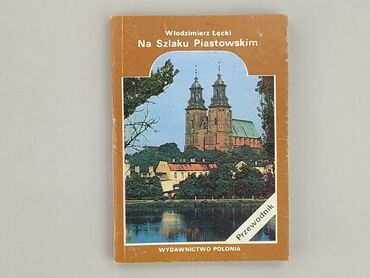 Włodzimierz Łęcki
Na Szlaku Piastowskim
Przewodnik
WYDAWNICTWO POLONIA